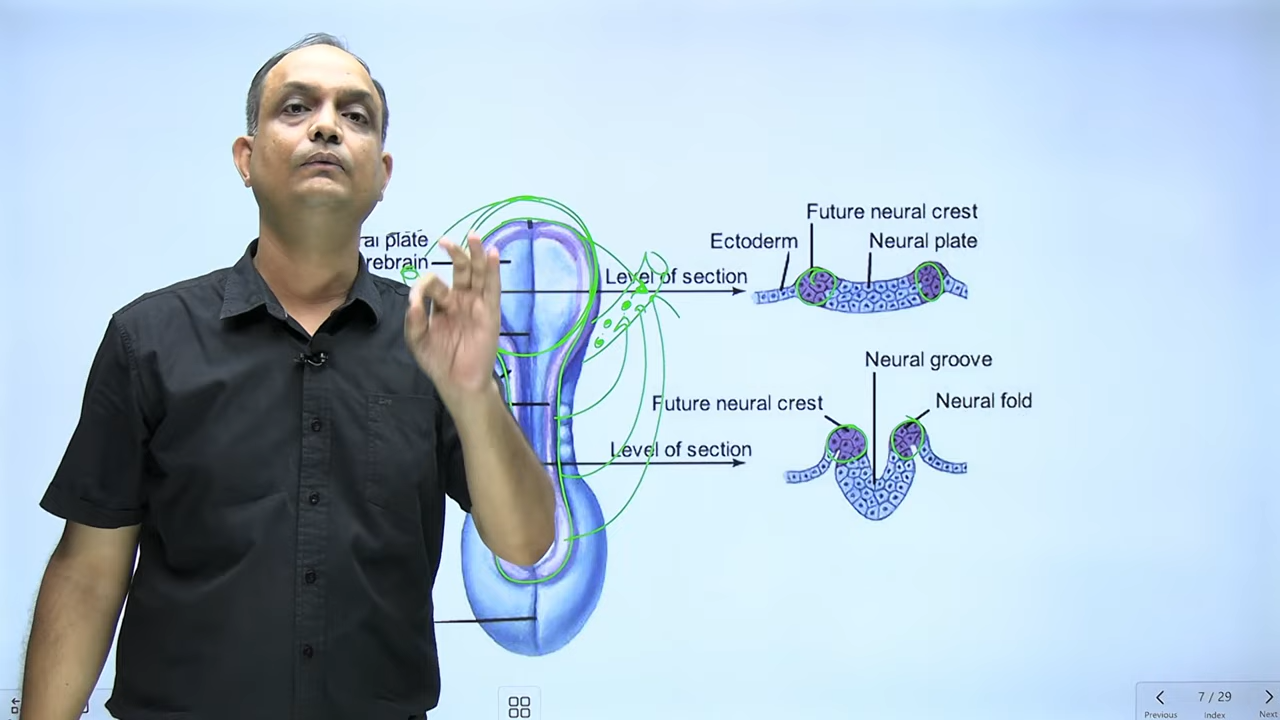 Future neural crest
Ectoderm
Neural plate
plate
Level of section
Neural groove
Future neural crest
Neural fold
Level of section
7 / 29
Previous
Index
Next